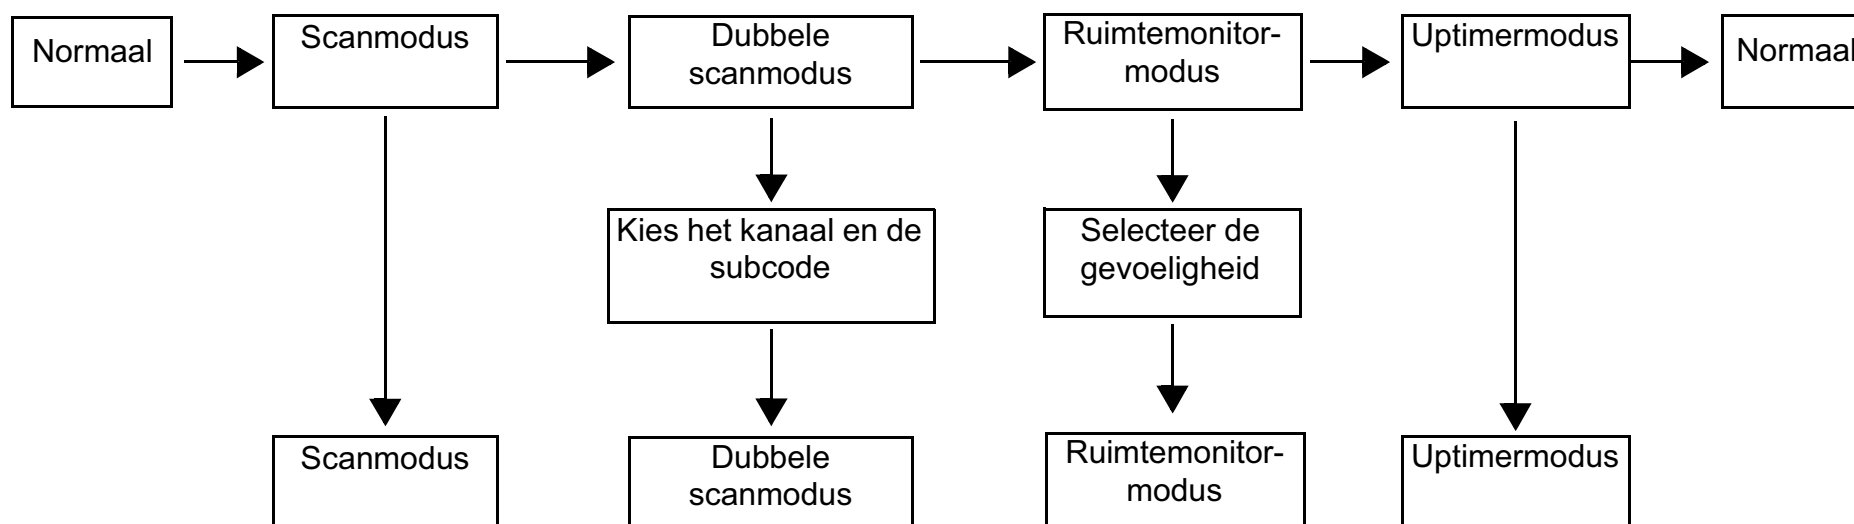 Normaal
Scanmodus
Dubbele
scanmodus
Ruimtemonitor-
modus
Uptimermodus
Normaal
Kies het kanaal en de
subcode
Selecteer de
gevoeligheid
Scanmodus
Dubbele
scanmodus
Ruimtemonitor-
modus
Uptimermodus